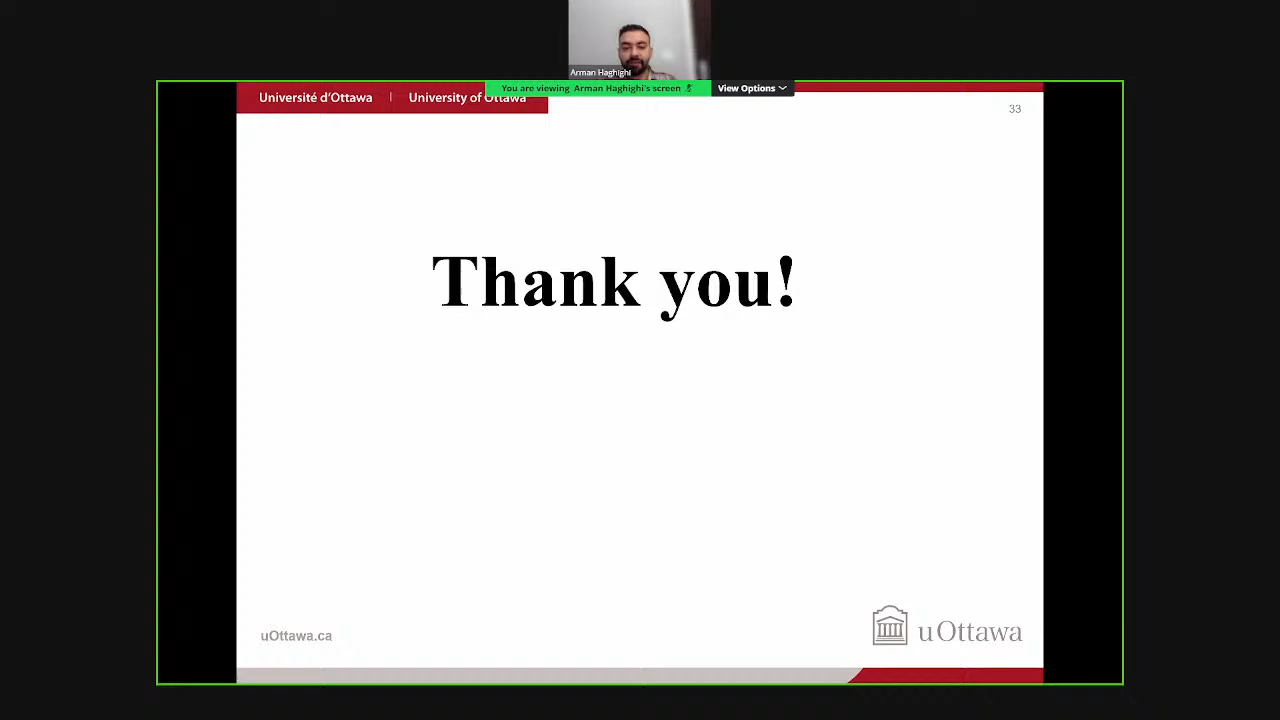 Arman Haghighi
You are viewing Arman Haghighi's screen
View Options
Université d'Ottawa | University of Ottawa
33
Thank you!
uOttawa.ca
uOttawa